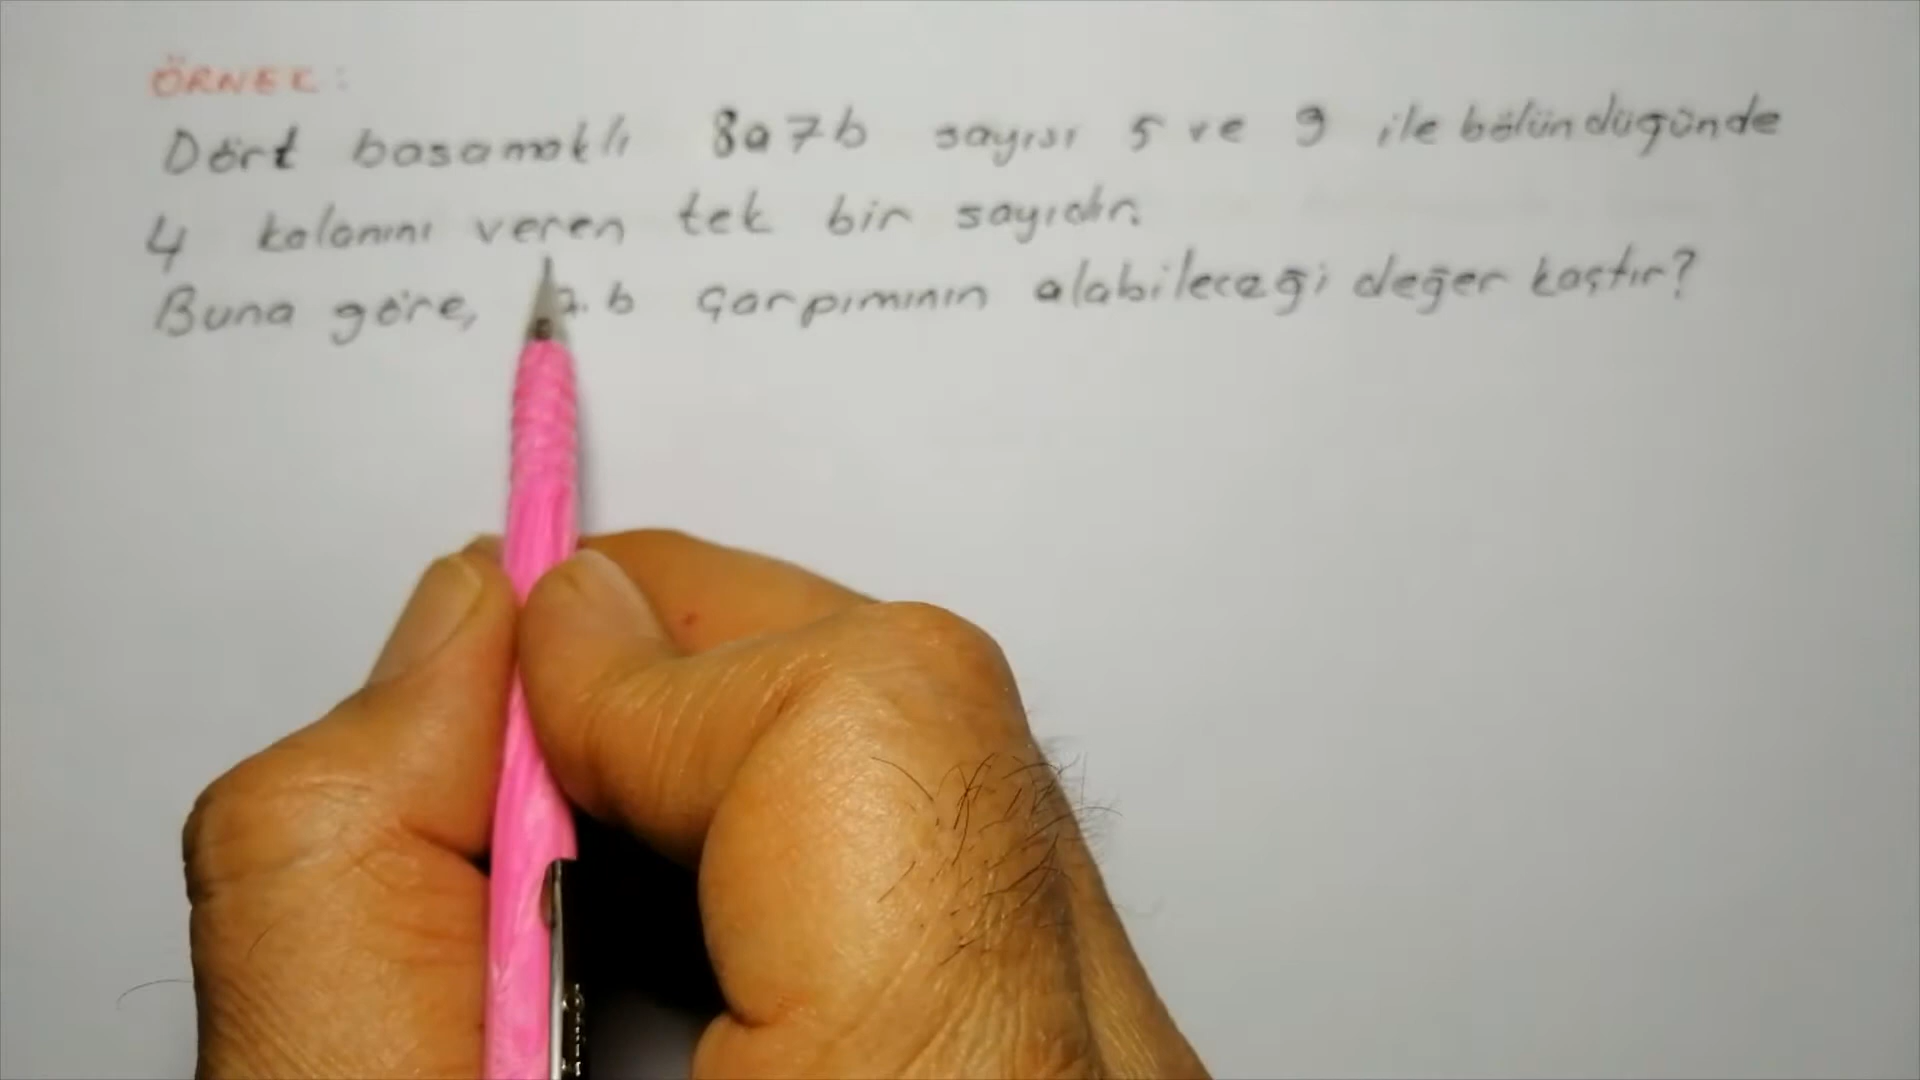 ÖRNEK:
Dört basamaklı 8a7b sayısı 5 ve 9 ile bölündügünde
4 kalanını veren tek bir sayıdır.
Buna göre, a.b çarpımının alabileceği değer kaçtır?